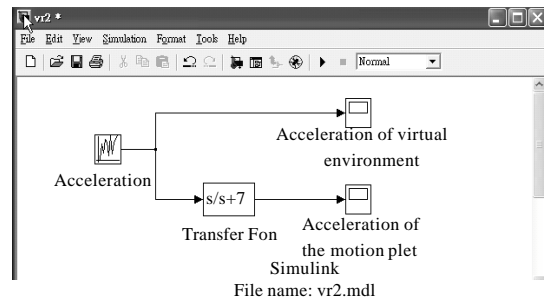 vr2 *
File Edit View Simulation Format Tools Help
Normal
Acceleration of virtual
environment
Acceleration
s/s+7
Transfer Fon
Acceleration of
the motion plet
Simulink
File name: vr2.mdl